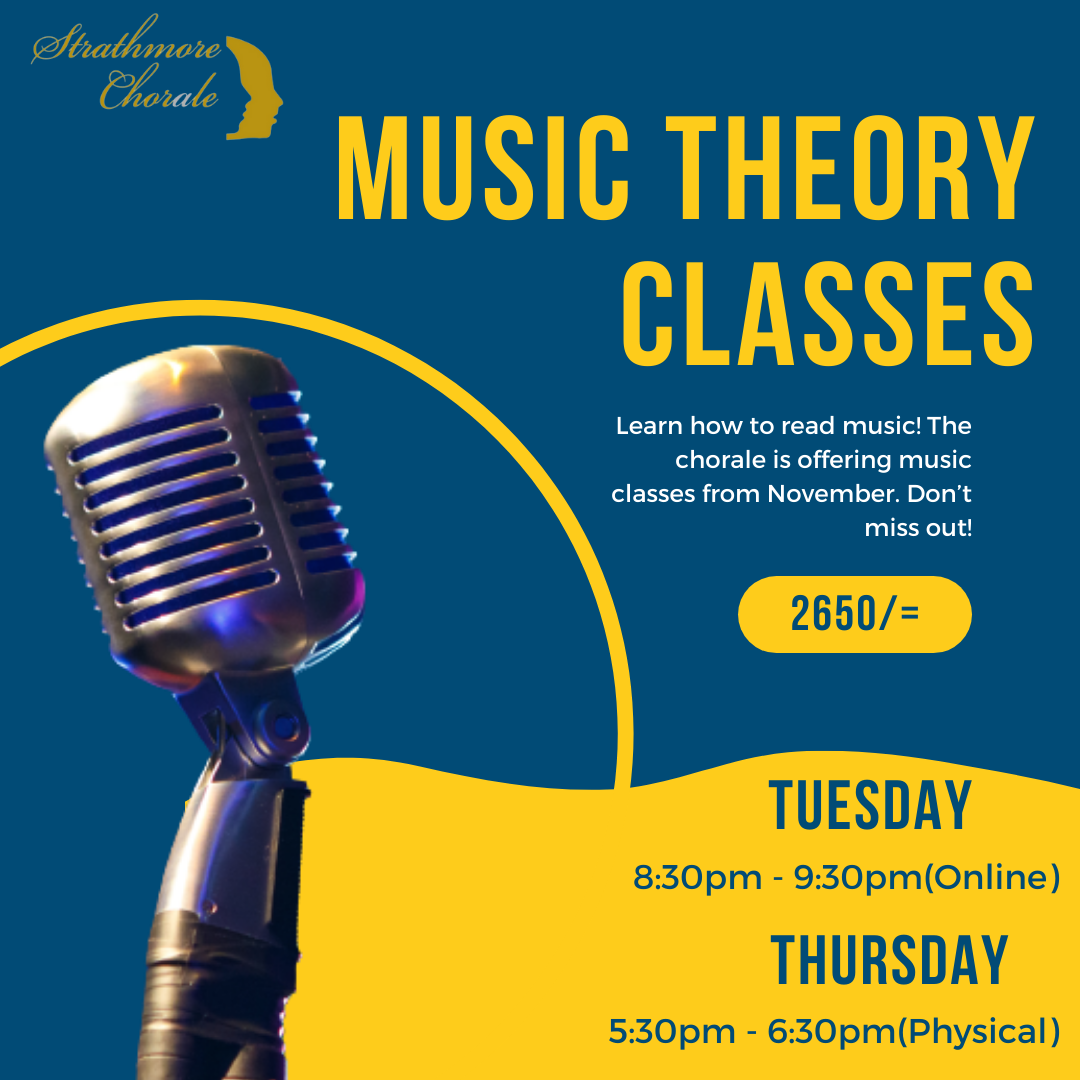 Strathmore
Chorale
MUSIC THEORY
CLASSES
Learn how to read music! The
chorale is offering music
classes from November. Don't
miss out!
2650/=
TUESDAY
8:30pm - 9:30pm(Online)
THURSDAY
5:30pm - 6:30pm(Physical)